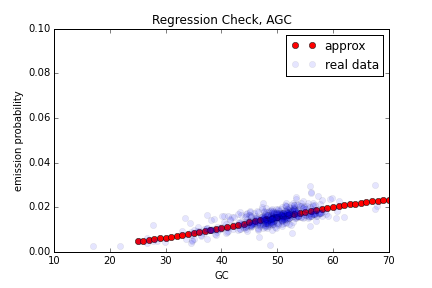 Regression Check, AGC
0.10
0.08
0.06
0.04
0.02
0.00
emission probability
approx
real data
10 20 30 40 50 60 70
GC